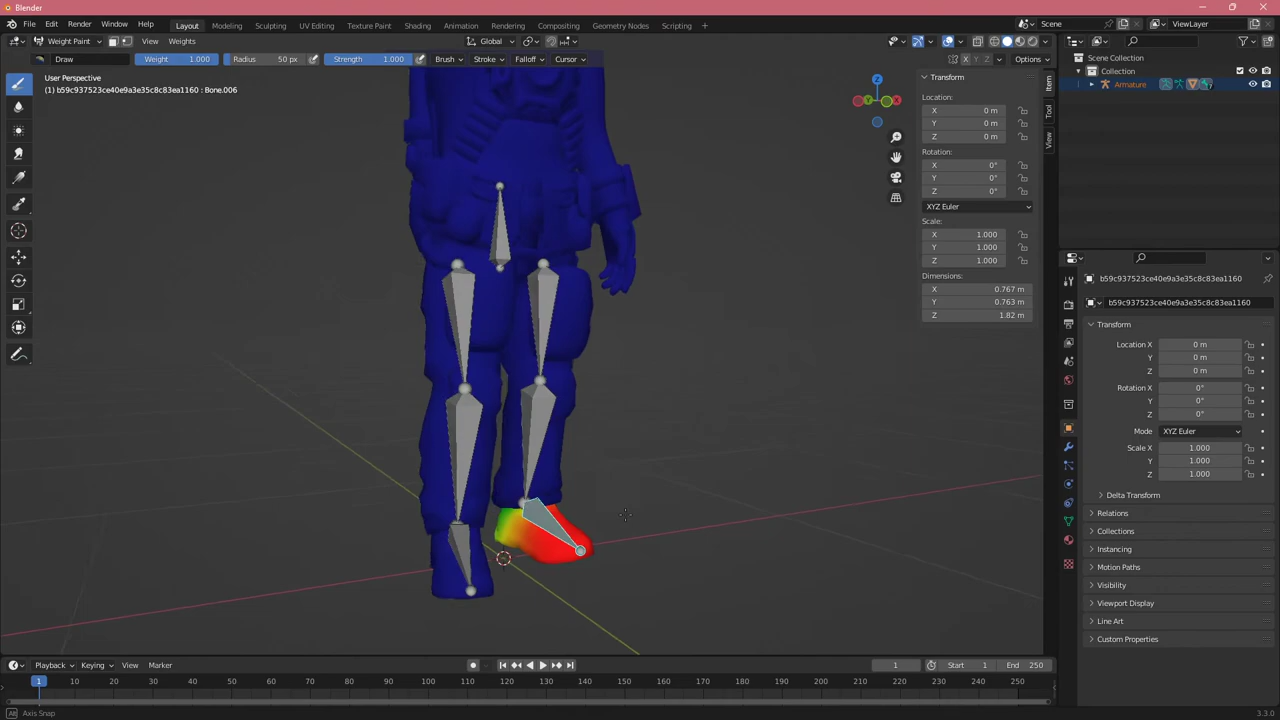 Blender
File Edit Render Window Help Layout Modeling Sculpting UV Editing Texture Paint Shading Animation Rendering Compositing Geometry Nodes Scripting + Scene ViewLayer
Weight Paint View Weights Global
Draw Weight 1.000 Radius 50 px Strength 1.000 Brush Stroke Falloff Cursor X Y Z Options
User Perspective
(1) b59c937523ce40e9a3e35c8c83ea1160 : Bone.006
Z
Y X
Transform
Location:
X 0 m
Y 0 m
Z 0 m
Rotation:
X 0°
Y 0°
Z 0°
XYZ Euler
Scale:
X 1.000
Y 1.000
Z 1.000
Dimensions:
X 0.767 m
Y 0.763 m
Z 1.82 m
Item
Tool
View
Scene Collection
Collection
Armature
b59c937523ce40e9a3e35c8c83ea1160
b59c937523ce40e9a3e35c8c83ea1160
Transform
Location X 0 m
Y 0 m
Z 0 m
Rotation X 0°
Y 0°
Z 0°
Mode XYZ Euler
Scale X 1.000
Y 1.000
Z 1.000
Delta Transform
Relations
Collections
Instancing
Motion Paths
Visibility
Viewport Display
Line Art
Custom Properties
Playback Keying View Marker 1 Start 1 End 250
1 10 20 30 40 50 60 70 80 90 100 110 120 130 140 150 160 170 180 190 200 210 220 230 240 250
Alt Axis Snap 3.3.0